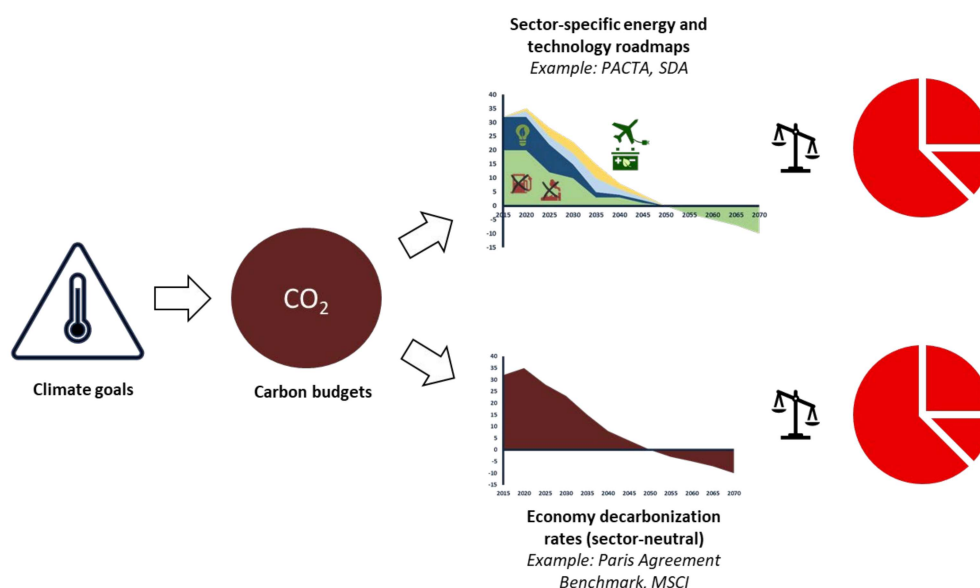 Sector-specific energy and
technology roadmaps
Example: PACTA, SDA
40
35
30
25
20
15
10
5
0
-5
-10
-15
2015 2020 2025 2030 2035 2040 2045 2050 2055 2060 2065 2070
CO2
Climate goals
Carbon budgets
40
35
30
25
20
15
10
5
0
-5
-10
-15
2015 2020 2025 2030 2035 2040 2045 2050 2055 2060 2065 2070
Economy decarbonization
rates (sector-neutral)
Example: Paris Agreement
Benchmark, MSCI